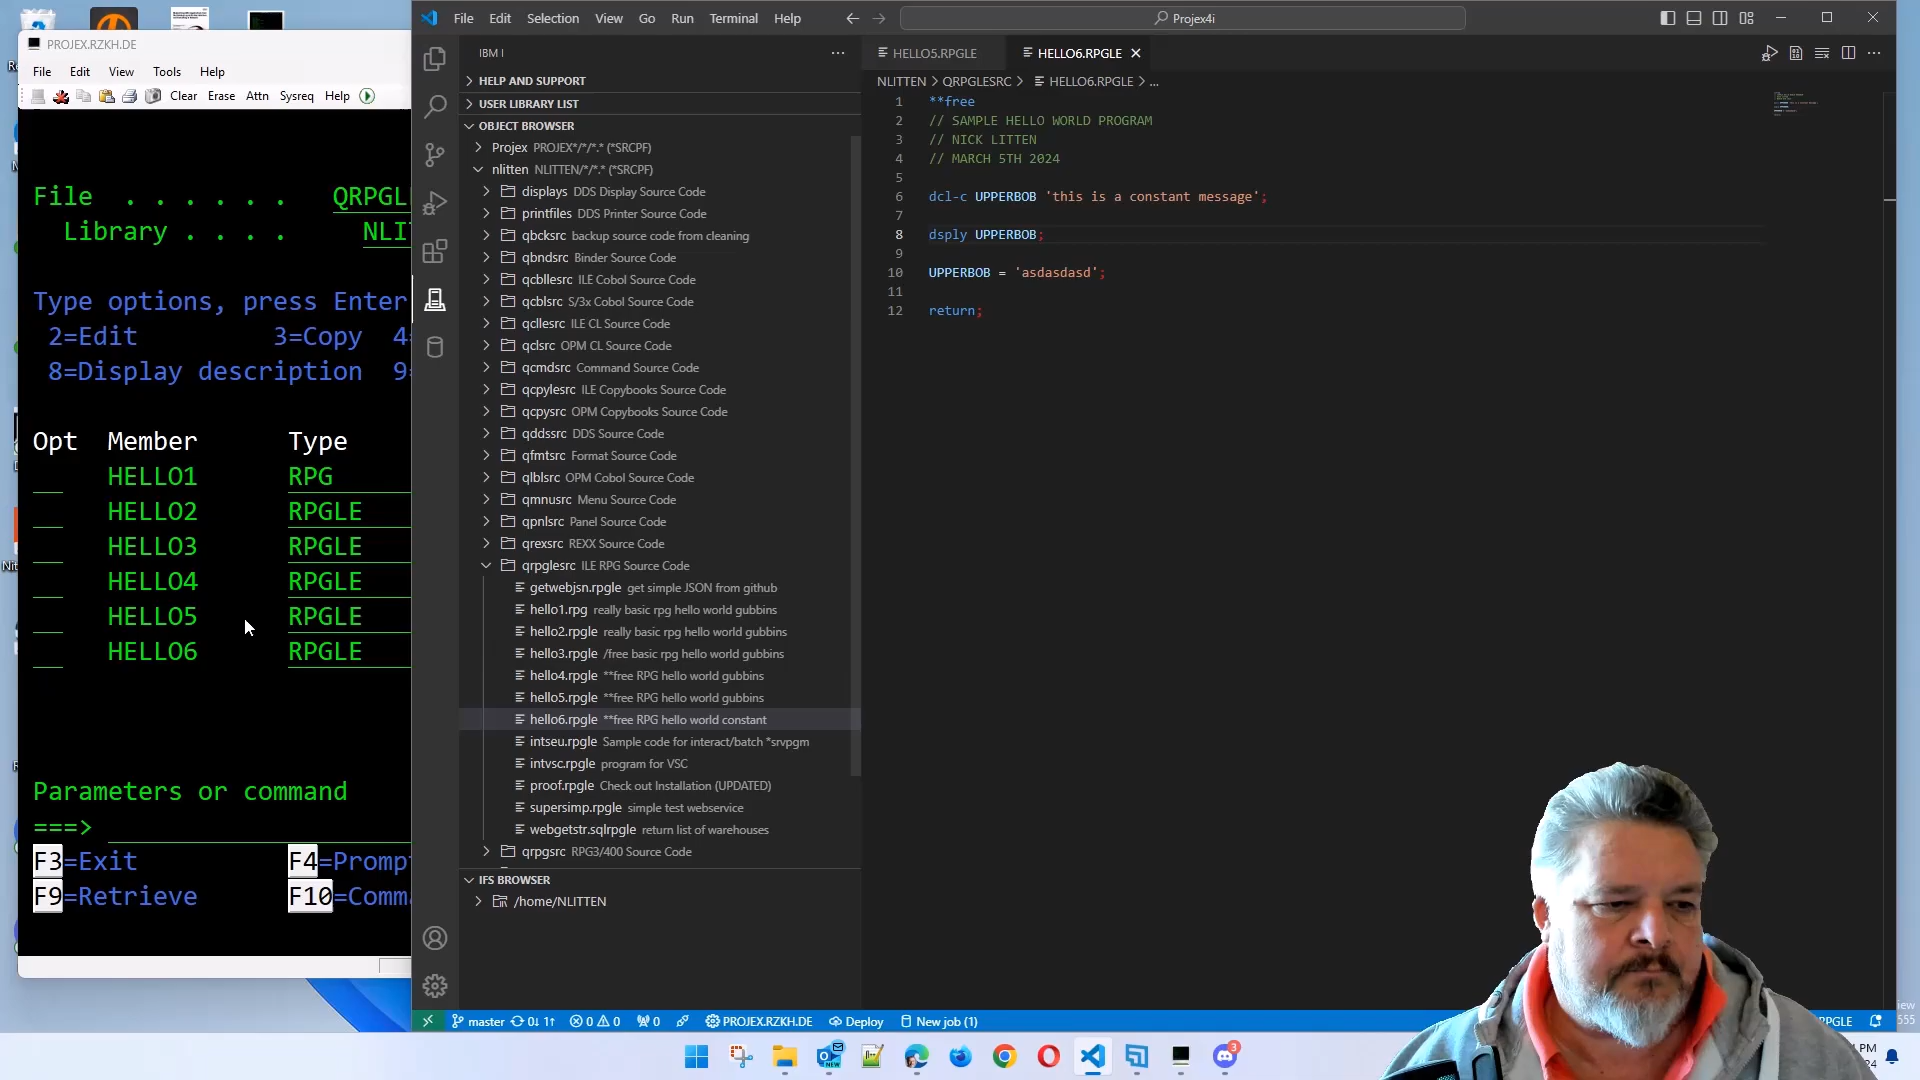 PROJEX.RZKH.DE
File Edit View Tools Help
Clear Erase Attn Sysreq Help
File . . . . . . QRPGL
Library . . . . NLI
Type options, press Enter
2=Edit 3=Copy 4=
8=Display description 9=
Opt Member Type
HELLO1 RPG
HELLO2 RPGLE
HELLO3 RPGLE
HELLO4 RPGLE
HELLO5 RPGLE
HELLO6 RPGLE
Parameters or command
===>
F3=Exit F4=Prompt
F9=Retrieve F10=Comma
File Edit Selection View Go Run Terminal Help
Projex4i
IBM I
HELP AND SUPPORT
USER LIBRARY LIST
OBJECT BROWSER
Projex PROJEX*/*/*.* (*SRCPF)
nlitten NLITTEN/*/*.* (*SRCPF)
displays DDS Display Source Code
printfiles DDS Printer Source Code
qbcksrc backup source code from cleaning
qbndsrc Binder Source Code
qcbllesrc ILE Cobol Source Code
qcblsrc S/3x Cobol Source Code
qcllesrc ILE CL Source Code
qclsrc OPM CL Source Code
qcmdsrc Command Source Code
qcpylesrc ILE Copybooks Source Code
qcpysrc OPM Copybooks Source Code
qddssrc DDS Source Code
qfmtsrc Format Source Code
qlblsrc OPM Cobol Source Code
qmnusrc Menu Source Code
qpnlsrc Panel Source Code
qrexsrc REXX Source Code
qrpglesrc ILE RPG Source Code
getwebjsn.rpgle get simple JSON from github
hello1.rpg really basic rpg hello world gubbins
hello2.rpgle really basic rpg hello world gubbins
hello3.rpgle /free basic rpg hello world gubbins
hello4.rpgle **free RPG hello world gubbins
hello5.rpgle **free RPG hello world gubbins
hello6.rpgle **free RPG hello world constant
intseu.rpgle Sample code for interact/batch *srvpgm
intvsc.rpgle program for VSC
proof.rpgle Check out Installation (UPDATED)
supersimp.rpgle simple test webservice
webgetstr.sqlrpgle return list of warehouses
qrpgsrc RPG3/400 Source Code
IFS BROWSER
/home/NLITTEN
HELLO5.RPGLE HELLO6.RPGLE
NLITTEN > QRPGLESRC > HELLO6.RPGLE > ...
1 **free
2 // SAMPLE HELLO WORLD PROGRAM
3 // NICK LITTEN
4 // MARCH 5TH 2024
5
6 dcl-c UPPERBOB 'this is a constant message';
7
8 dsply UPPERBOB;
9
10 UPPERBOB = 'asdasdasd';
11
12 return;
master 0↓ 1↑ 0 0 0 PROJEX.RZKH.DE Deploy New job (1)
RPGLE
NEW
3
PM